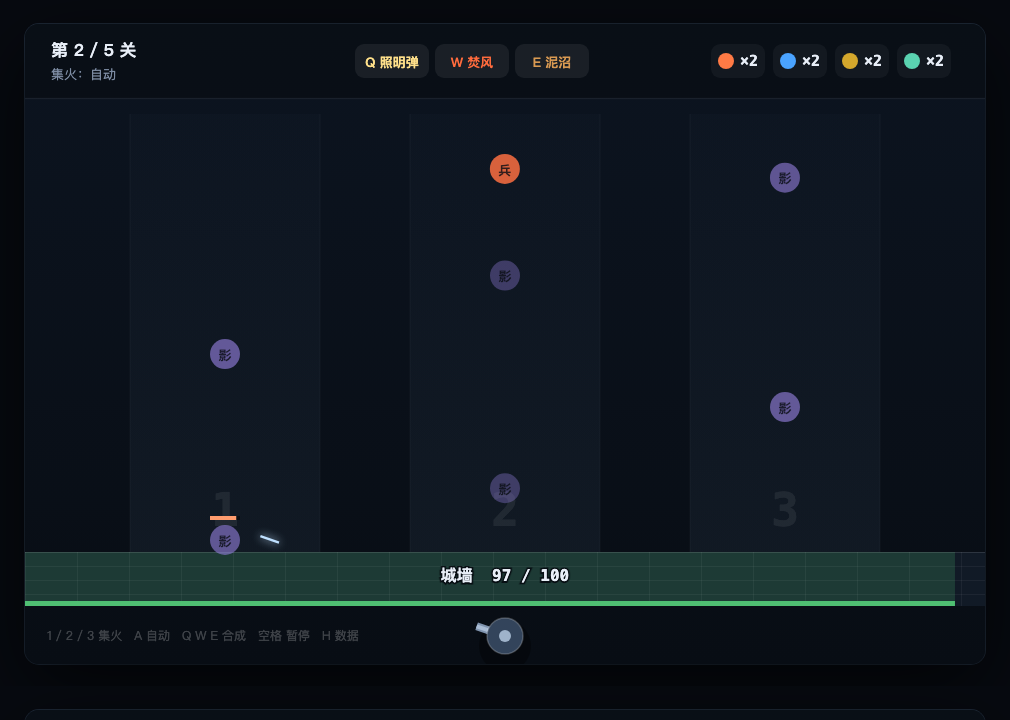 第 2 / 5 关
集火: 自动
Q 照明弹
W 焚风
E 泥沼
×2
×2
×2
×2
兵
影
影
影
影
影
1
2
3
影
城墙 97 / 100
1 / 2 / 3 集火 A 自动 Q W E 合成 空格 暂停 H 数据